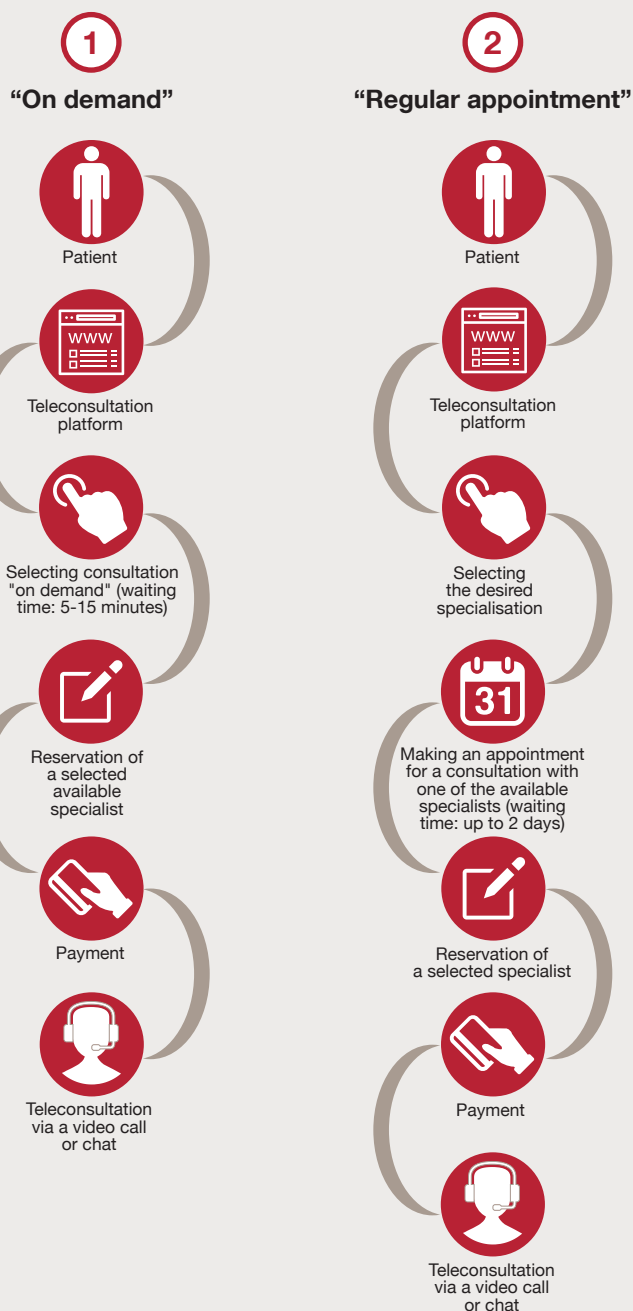 1
“On demand”
Patient
WWW
Teleconsultation
platform
Selecting consultation
"on demand" (waiting
time: 5-15 minutes)
Reservation of
a selected
available
specialist
Payment
Teleconsultation
via a video call
or chat
2
“Regular appointment”
Patient
WWW
Teleconsultation
platform
Selecting
the desired
specialisation
31
Making an appointment
for a consultation with
one of the available
specialists (waiting
time: up to 2 days)
Reservation of
a selected specialist
Payment
Teleconsultation
via a video call
or chat